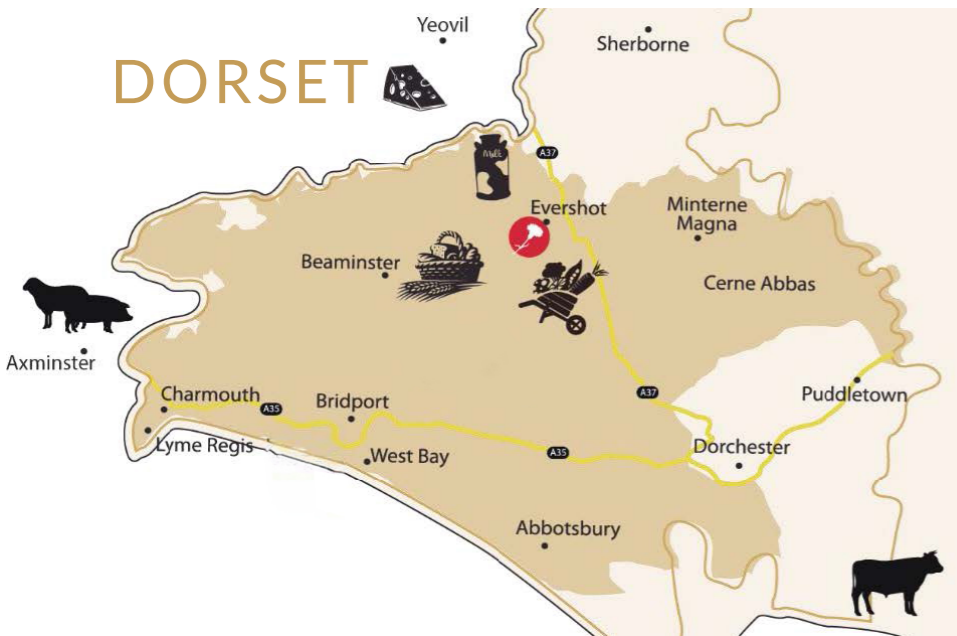 Yeovil
Sherborne
DORSET
A37
Milk
Evershot
Minterne
Magna
Beaminster
Cerne Abbas
Axminster
Charmouth
A35
Bridport
A37
Puddletown
Lyme Regis
West Bay
A35
Dorchester
Abbotsbury